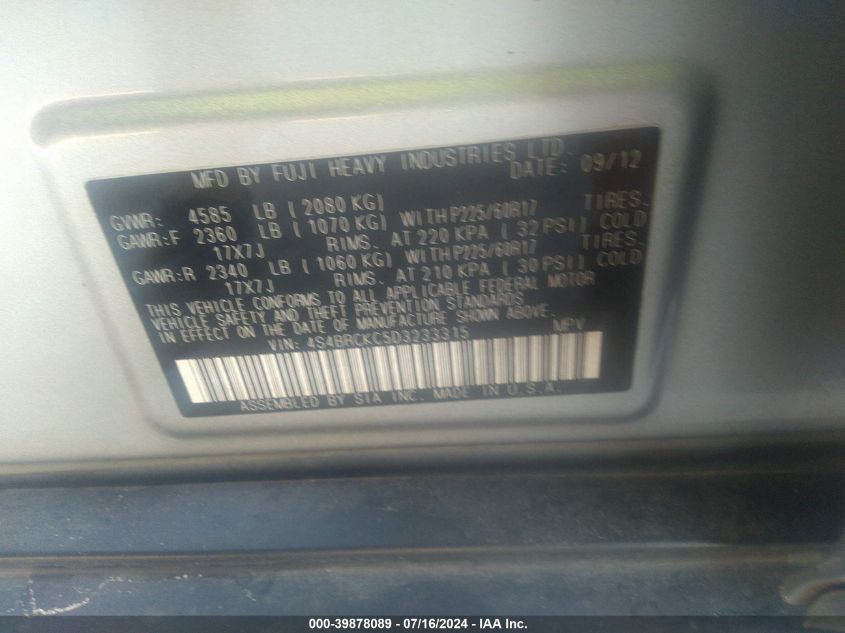 MFD BY FUJI HEAVY INDUSTRIES LTD.
DATE: 09/12
GVWR: 4585 LB ( 2080 KG)
GAWR:F 2360 LB ( 1070 KG) WITH P225/60R17 TIRES.
17X7J RIMS. AT 220 KPA ( 32 PSI) COLD
GAWR:R 2340 LB ( 1060 KG) WITH P225/60R17 TIRES.
17X7J RIMS. AT 210 KPA ( 30 PSI) COLD
THIS VEHICLE CONFORMS TO ALL APPLICABLE FEDERAL MOTOR
VEHICLE SAFETY AND THEFT PREVENTION STANDARDS
IN EFFECT ON THE DATE OF MANUFACTURE SHOWN ABOVE.
VIN: 4S4BRCKC5D3233315 MPV
ASSEMBLED BY SIA INC. MADE IN U.S.A.
000-39878089 - 07/16/2024 - IAA Inc.